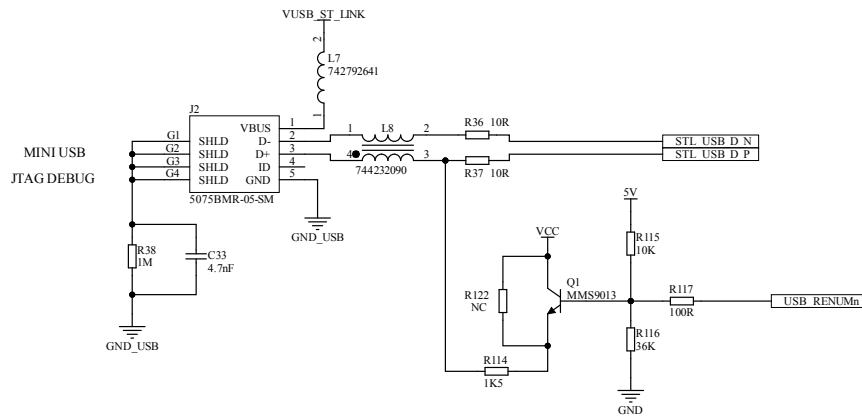 VUSB_ST_LINK
2
L7
742792641
1
J2
G1
G2
G3
G4
SHLD
SHLD
SHLD
SHLD
VBUS
D-
D+
ID
GND
1
2
3
4
5
5075BMR-05-SM
MINI USB
JTAG DEBUG
1
L8
2
4
3
744232090
R36 10R
R37 10R
STL_USB_D_N
STL_USB_D_P
GND_USB
R38
1M
C33
4.7nF
GND_USB
VCC
R122
NC
Q1
MMS9013
R114
1K5
5V
R115
10K
R116
36K
GND
R117
100R
USB_RENUMn